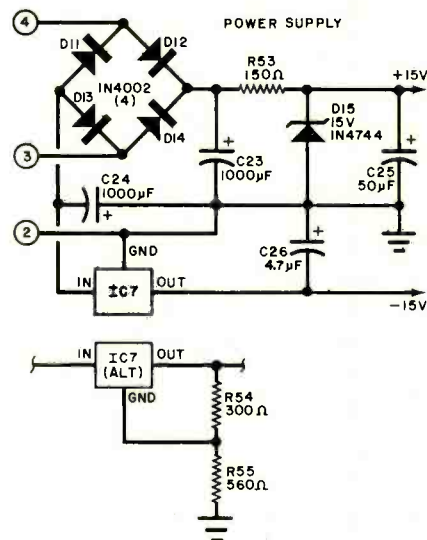 POWER SUPPLY
4
D11
D12
1N4002
(4)
D13
D14
3
R53
150Ω
+15V
D15
15V
1N4744
+
C23
1000µF
+
C25
50µF
C24
1000µF
+
2
GND
IN
IC7
OUT
+
C26
4.7µF
-15V
IN
IC7
(ALT)
OUT
GND
R54
300Ω
R55
560Ω